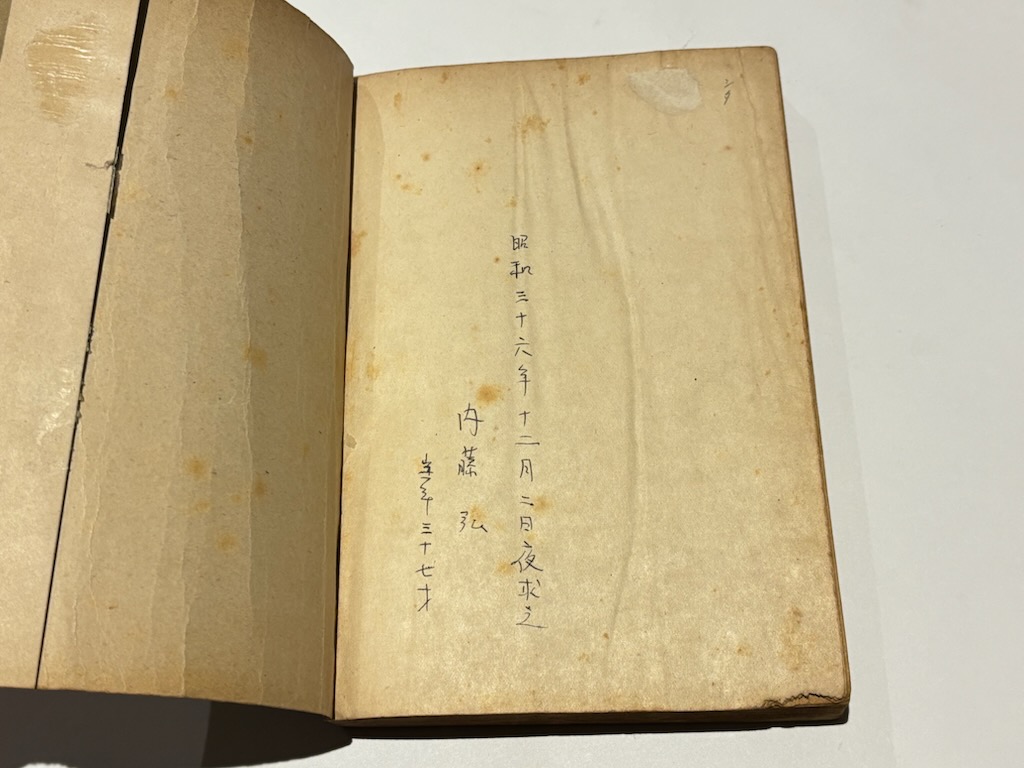 昭和三十六年十二月二日夜求之
内藤弘
当年三十七才